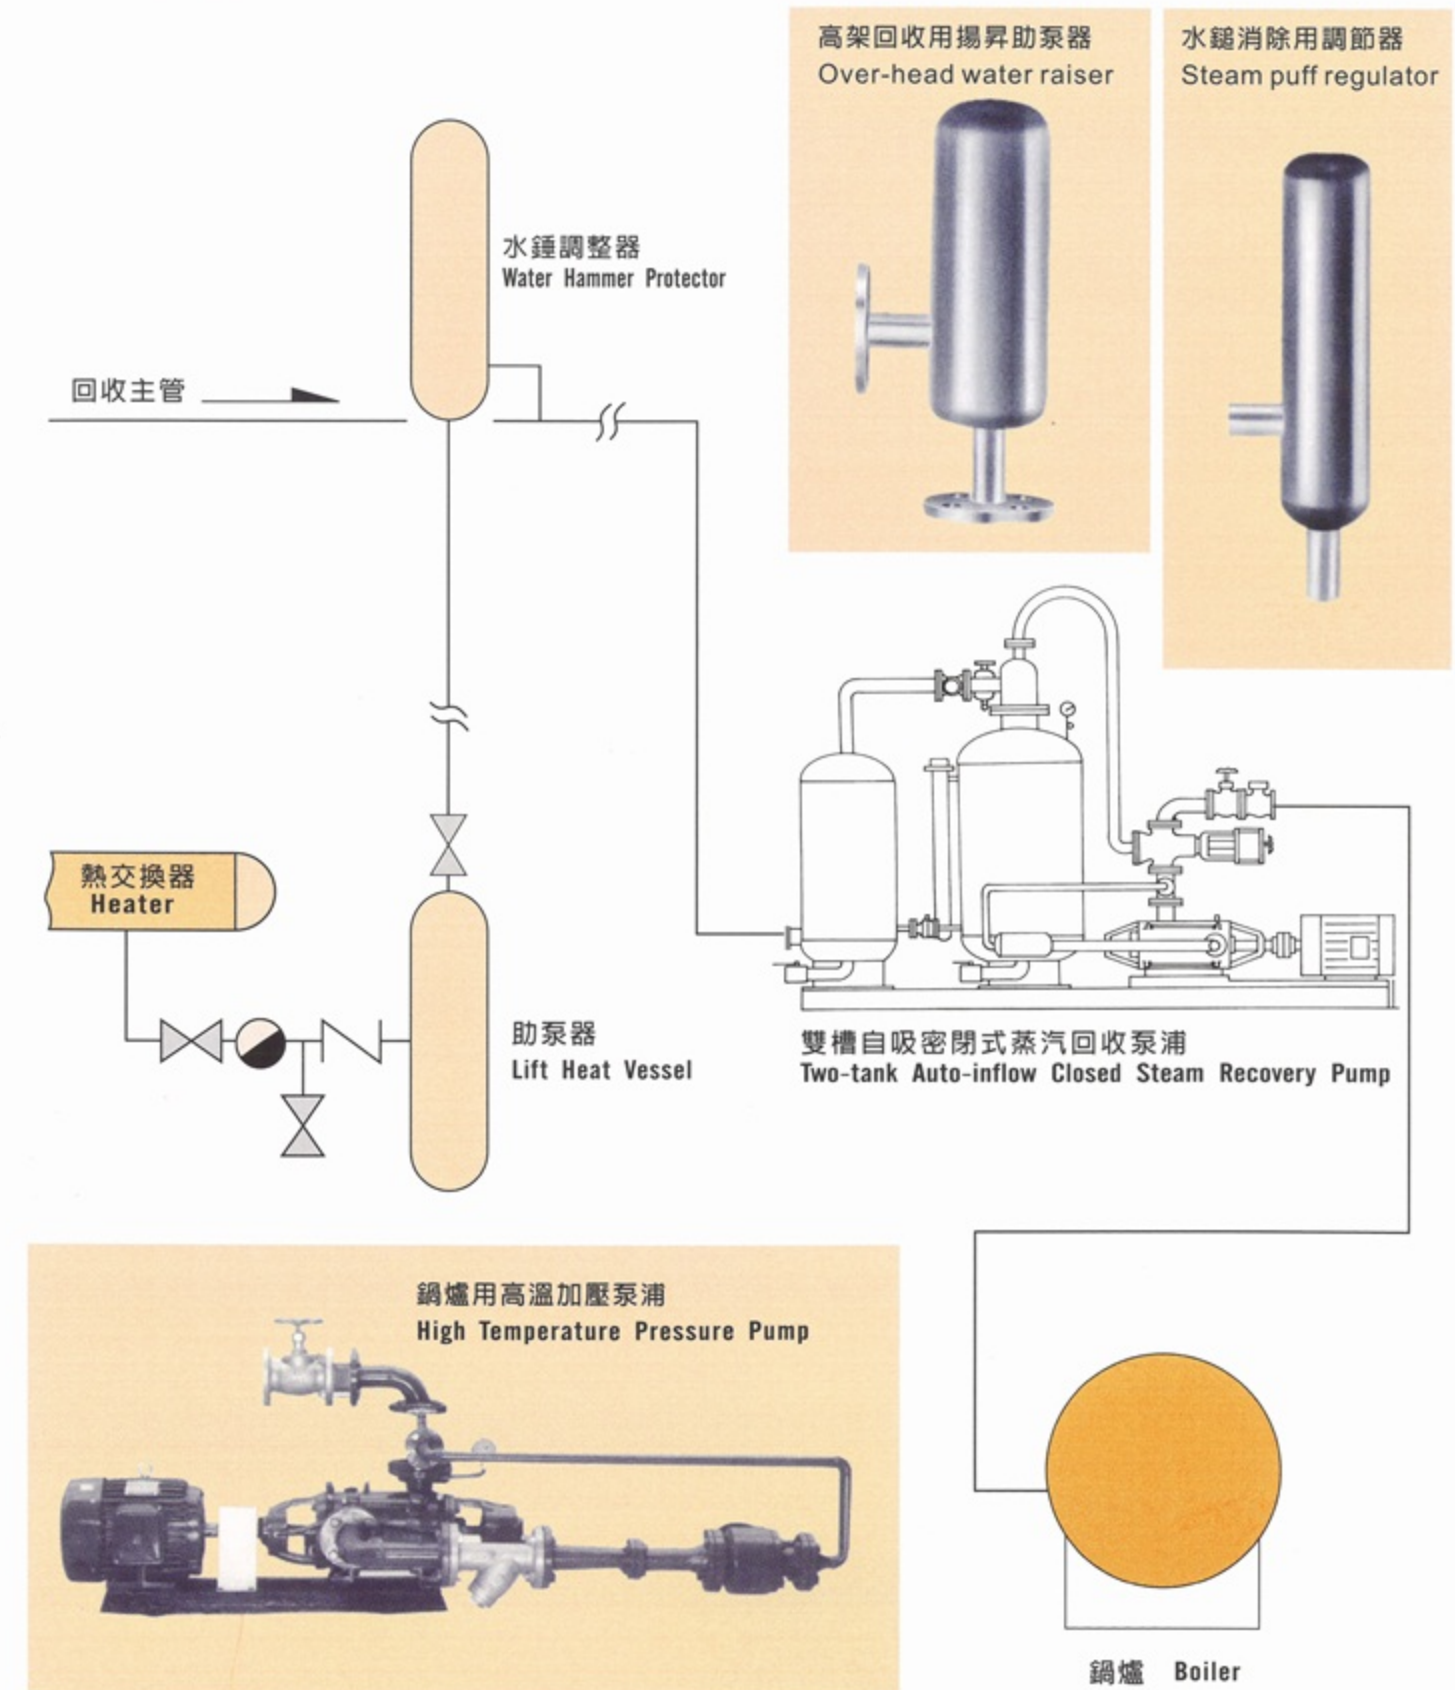 高架回收用揚昇助泵器
Over-head water raiser
水鎚消除用調節器
Steam puff regulator
水錘調整器
Water Hammer Protector
回收主管
熱交換器
Heater
助泵器
Lift Heat Vessel
雙槽自吸密閉式蒸汽回收泵浦
Two-tank Auto-inflow Closed Steam Recovery Pump
鍋爐用高溫加壓泵浦
High Temperature Pressure Pump
鍋爐 Boiler